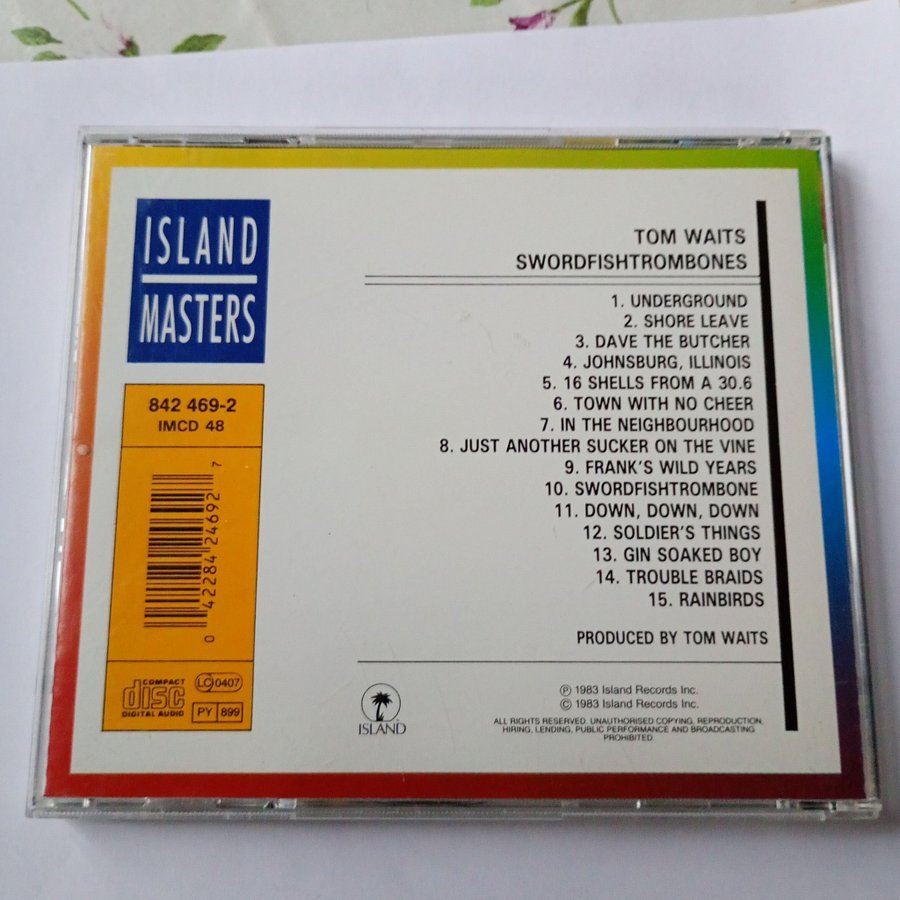 ISLAND
MASTERS
842 469-2
IMCD 48
0 42284 24692 7
COMPACT
disc
DIGITAL AUDIO
LC 0407
PY 899
TOM WAITS
SWORDFISHTROMBONES
1. UNDERGROUND
2. SHORE LEAVE
3. DAVE THE BUTCHER
4. JOHNSBURG, ILLINOIS
5. 16 SHELLS FROM A 30.6
6. TOWN WITH NO CHEER
7. IN THE NEIGHBOURHOOD
8. JUST ANOTHER SUCKER ON THE VINE
9. FRANK'S WILD YEARS
10. SWORDFISHTROMBONE
11. DOWN, DOWN, DOWN
12. SOLDIER'S THINGS
13. GIN SOAKED BOY
14. TROUBLE BRAIDS
15. RAINBIRDS
PRODUCED BY TOM WAITS
ISLAND
℗ 1983 Island Records Inc.
© 1983 Island Records Inc.
ALL RIGHTS RESERVED. UNAUTHORISED COPYING, REPRODUCTION,
HIRING, LENDING, PUBLIC PERFORMANCE AND BROADCASTING
PROHIBITED.